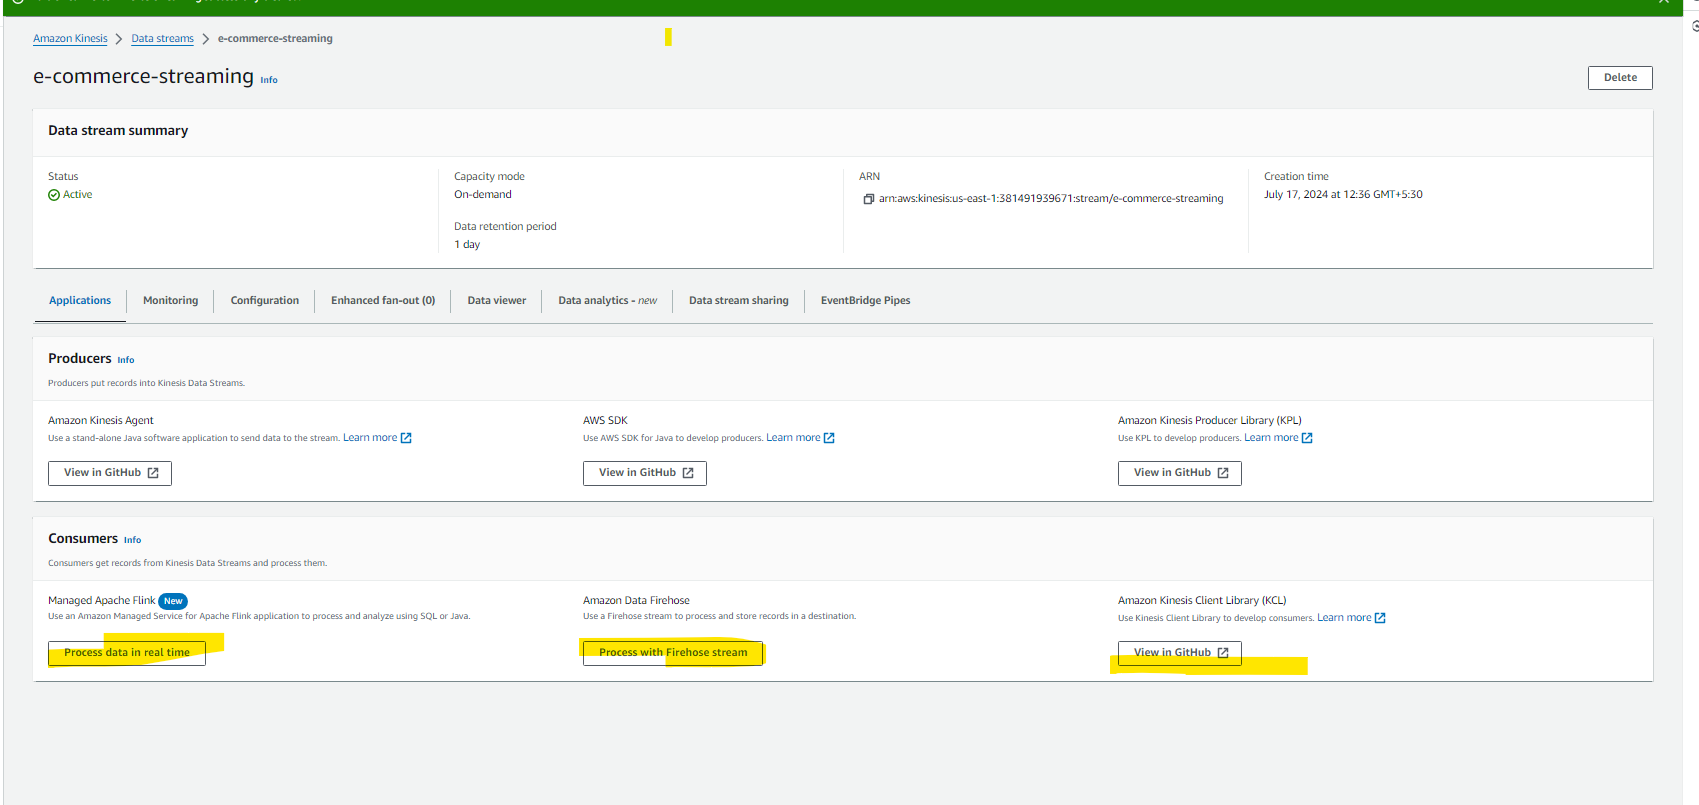 Amazon Kinesis > Data streams > e-commerce-streaming
e-commerce-streaming Info
Delete
Data stream summary
Status
Active
Capacity mode
On-demand
Data retention period
1 day
ARN
arn:aws:kinesis:us-east-1:381491939671:stream/e-commerce-streaming
Creation time
July 17, 2024 at 12:36 GMT+5:30
Applications
Monitoring
Configuration
Enhanced fan-out (0)
Data viewer
Data analytics - new
Data stream sharing
EventBridge Pipes
Producers Info
Producers put records into Kinesis Data Streams.
Amazon Kinesis Agent
Use a stand-alone Java software application to send data to the stream. Learn more
View in GitHub
AWS SDK
Use AWS SDK for Java to develop producers. Learn more
View in GitHub
Amazon Kinesis Producer Library (KPL)
Use KPL to develop producers. Learn more
View in GitHub
Consumers Info
Consumers get records from Kinesis Data Streams and process them.
Managed Apache Flink New
Use an Amazon Managed Service for Apache Flink application to process and analyze using SQL or Java.
Process data in real time
Amazon Data Firehose
Use a Firehose stream to process and store records in a destination.
Process with Firehose stream
Amazon Kinesis Client Library (KCL)
Use Kinesis Client Library to develop consumers. Learn more
View in GitHub